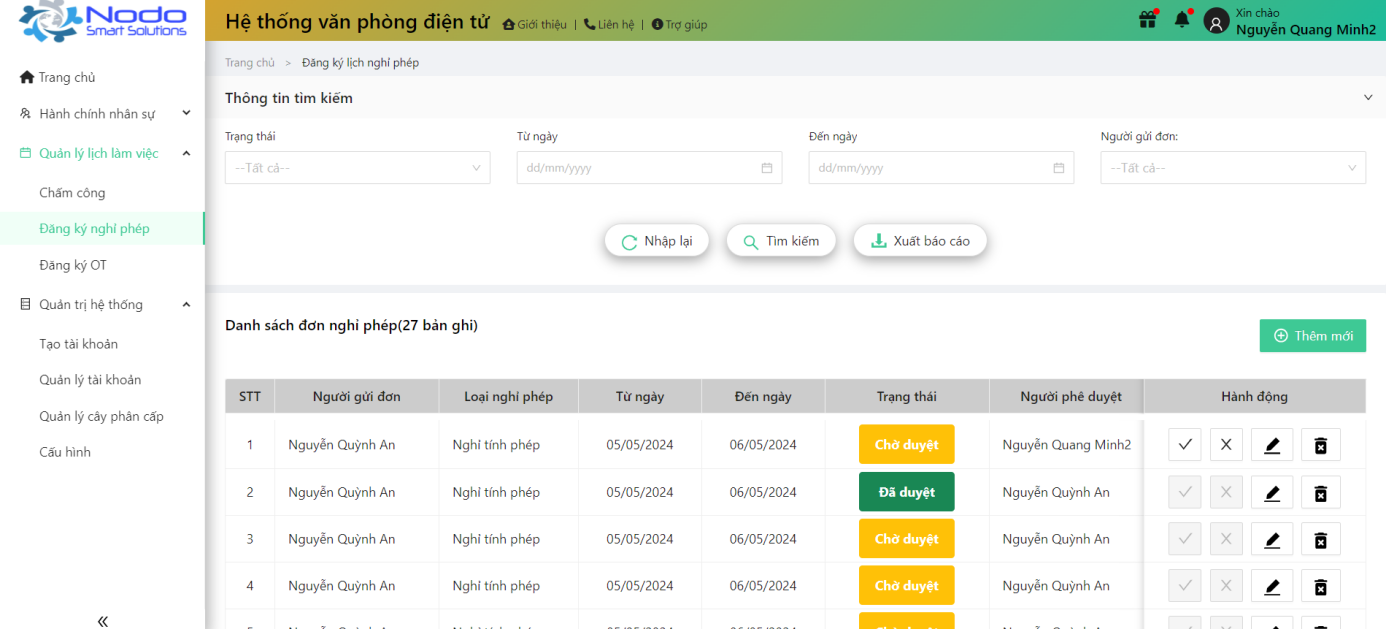 Nodo
Smart Solutions
Hệ thống văn phòng điện tử
Giới thiệu | Liên hệ | Trợ giúp
Xin chào
Nguyễn Quang Minh2
Trang chủ
Hành chính nhân sự
Quản lý lịch làm việc
Chấm công
Đăng ký nghỉ phép
Đăng ký OT
Quản trị hệ thống
Tạo tài khoản
Quản lý tài khoản
Quản lý cây phân cấp
Cấu hình
«
Trang chủ > Đăng ký lịch nghỉ phép
Thông tin tìm kiếm
Trạng thái Từ ngày Đến ngày Người gửi đơn:
--Tất cả-- dd/mm/yyyy dd/mm/yyyy --Tất cả--
Nhập lại Tìm kiếm Xuất báo cáo
Danh sách đơn nghỉ phép(27 bản ghi)
Thêm mới
STT Người gửi đơn Loại nghỉ phép Từ ngày Đến ngày Trạng thái Người phê duyệt Hành động
1 Nguyễn Quỳnh An Nghỉ tính phép 05/05/2024 06/05/2024 Chờ duyệt Nguyễn Quang Minh2
2 Nguyễn Quỳnh An Nghỉ tính phép 05/05/2024 06/05/2024 Đã duyệt Nguyễn Quỳnh An
3 Nguyễn Quỳnh An Nghỉ tính phép 05/05/2024 06/05/2024 Chờ duyệt Nguyễn Quỳnh An
4 Nguyễn Quỳnh An Nghỉ tính phép 05/05/2024 06/05/2024 Chờ duyệt Nguyễn Quỳnh An